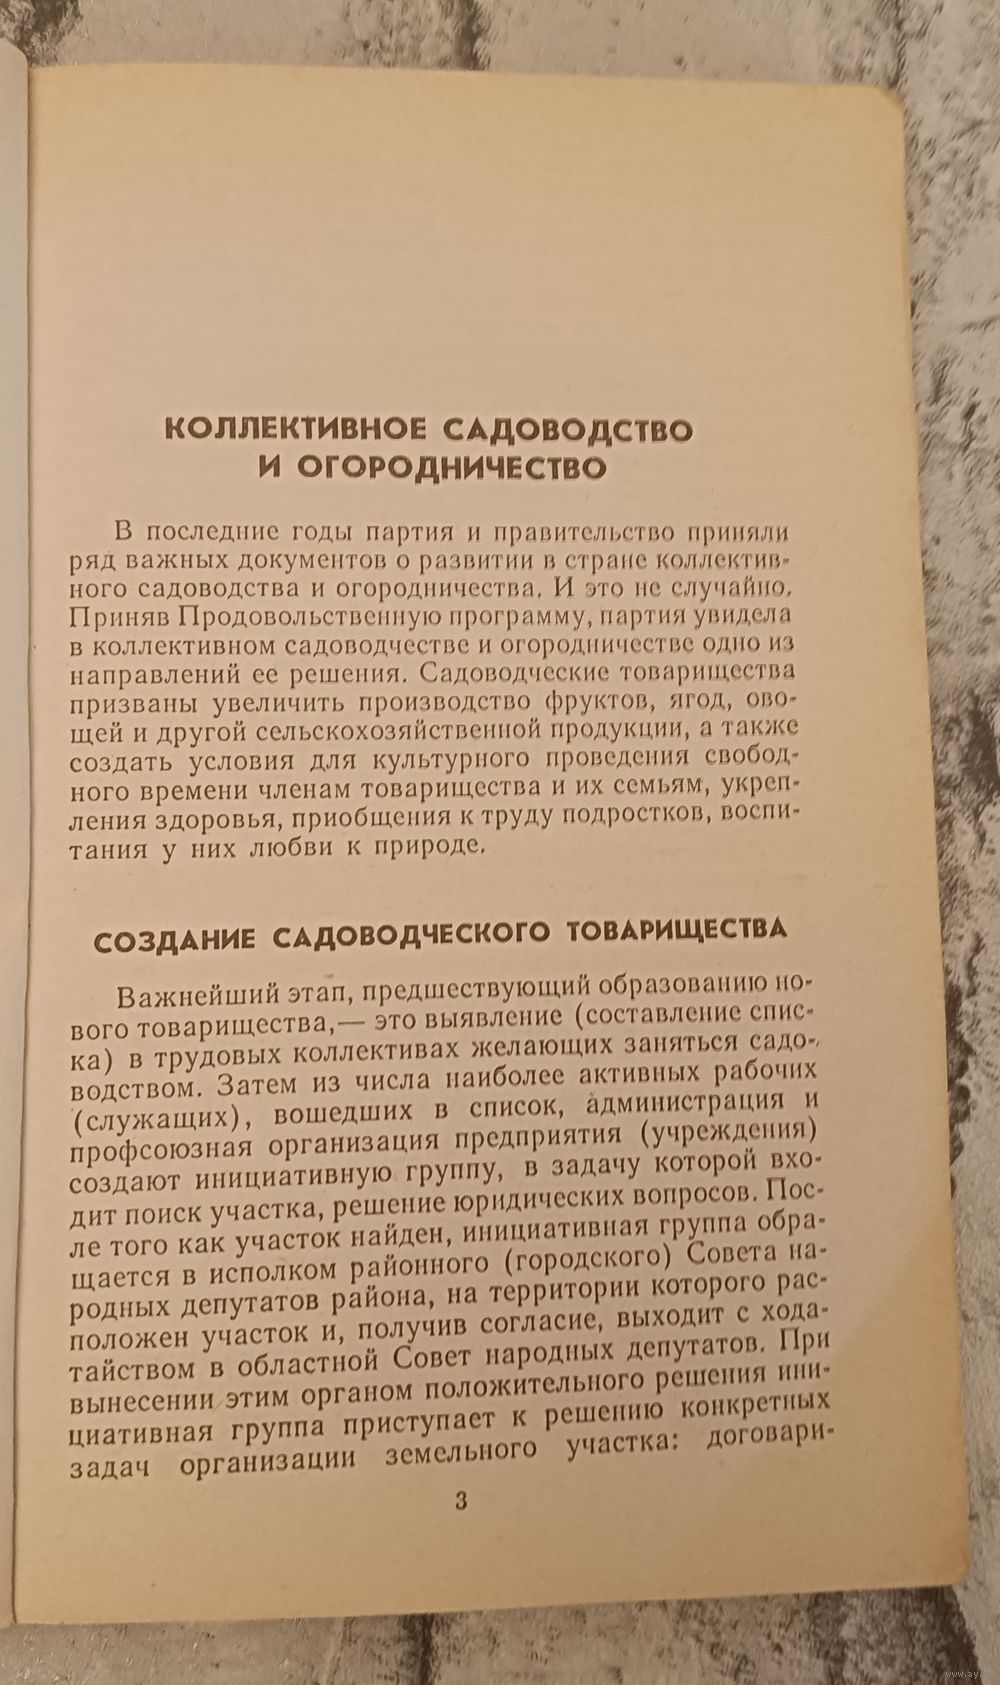 КОЛЛЕКТИВНОЕ САДОВОДСТВО
И ОГОРОДНИЧЕСТВО
В последние годы партия и правительство приняли
ряд важных документов о развитии в стране коллектив-
ного садоводства и огородничества. И это не случайно.
Приняв Продовольственную программу, партия увидела
в коллективном садоводчестве и огородничестве одно из
направлений ее решения. Садоводческие товарищества
призваны увеличить производство фруктов, ягод, ово-
щей и другой сельскохозяйственной продукции, а также
создать условия для культурного проведения свобод-
ного времени членам товарищества и их семьям, укреп-
ления здоровья, приобщения к труду подростков, воспи-
тания у них любви к природе.
СОЗДАНИЕ САДОВОДЧЕСКОГО ТОВАРИЩЕСТВА
Важнейший этап, предшествующий образованию но-
вого товарищества,— это выявление (составление спис-
ка) в трудовых коллективах желающих заняться садо-
водством. Затем из числа наиболее активных рабочих
(служащих), вошедших в список, администрация и
профсоюзная организация предприятия (учреждения)
создают инициативную группу, в задачу которой вхо-
дит поиск участка, решение юридических вопросов. Пос-
ле того как участок найден, инициативная группа обра-
щается в исполком районного (городского) Совета на-
родных депутатов района, на территории которого рас-
положен участок и, получив согласие, выходит с хода-
тайством в областной Совет народных депутатов. При
вынесении этим органом положительного решения ини-
циативная группа приступает к решению конкретных
задач организации земельного участка: договари-
3